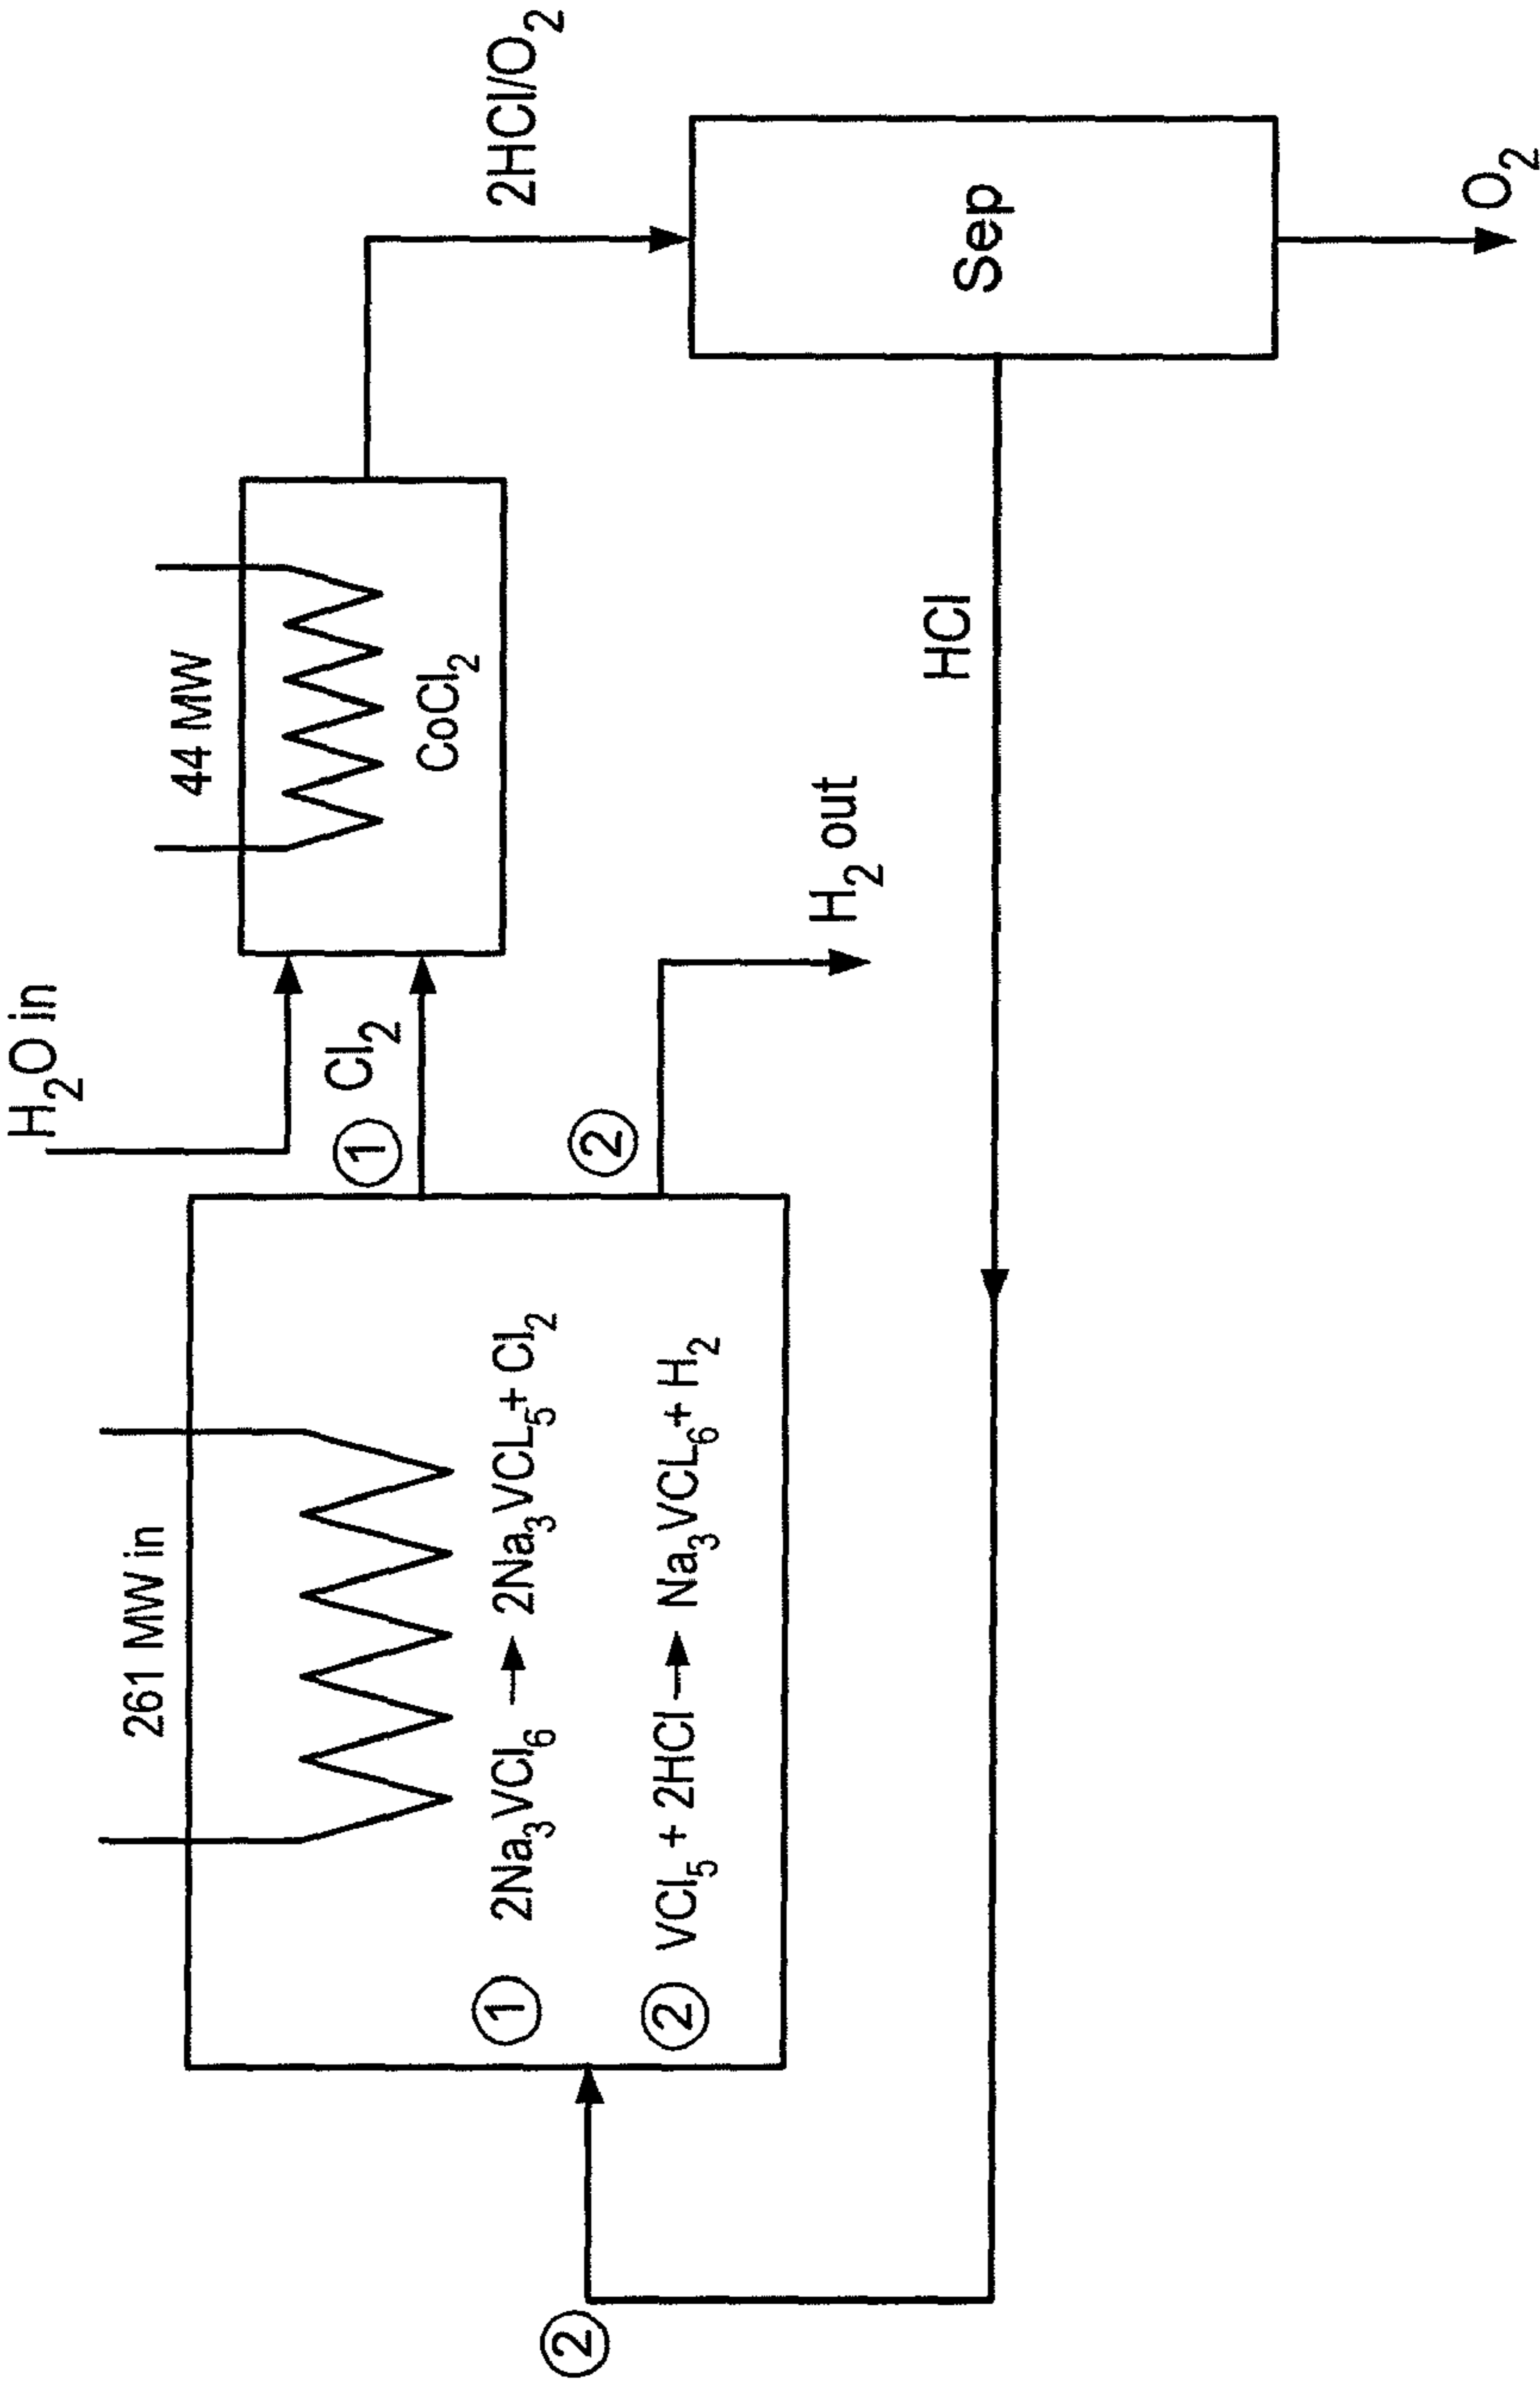 H2O in
261 MW in
44 MW
① Cl2
CoCl2
2HCl/O2
① 2Na3VCl6 → 2Na3VCL5+ Cl2
② VCl5 + 2HCl → Na3VCL6+ H2
②
H2 out
Sep
②
HCl
O2